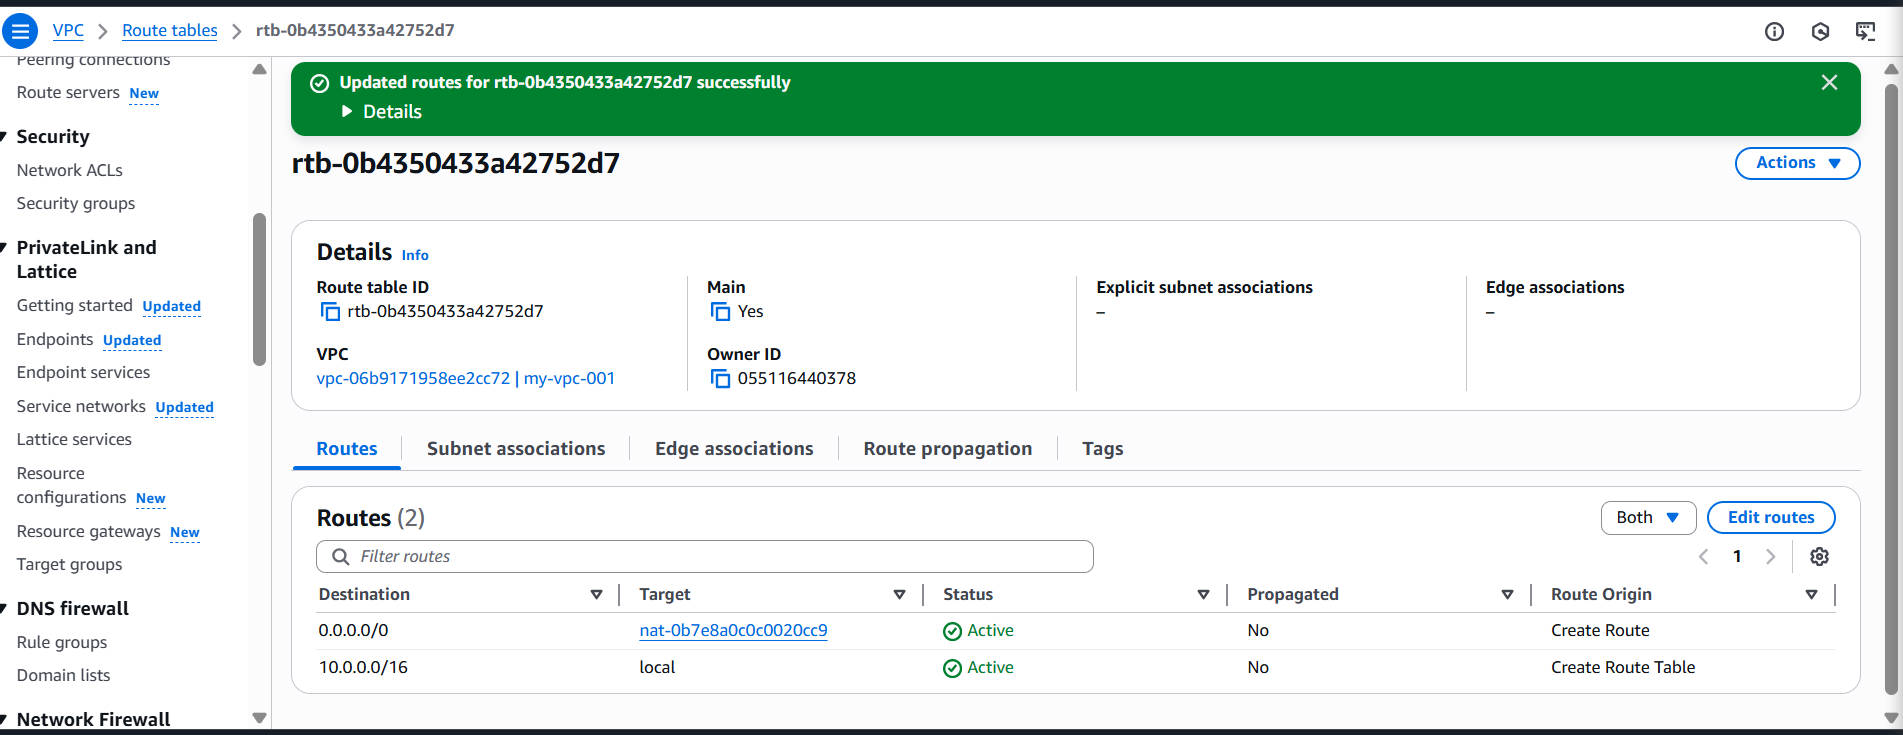 VPC > Route tables > rtb-0b4350433a42752d7
Peering connections
Route servers New
Security
Network ACLs
Security groups
PrivateLink and
Lattice
Getting started Updated
Endpoints Updated
Endpoint services
Service networks Updated
Lattice services
Resource
configurations New
Resource gateways New
Target groups
DNS firewall
Rule groups
Domain lists
Network Firewall
Updated routes for rtb-0b4350433a42752d7 successfully
Details
rtb-0b4350433a42752d7
Actions
Details Info
Route table ID
rtb-0b4350433a42752d7
Main
Yes
Explicit subnet associations
–
Edge associations
–
VPC
vpc-06b9171958ee2cc72 | my-vpc-001
Owner ID
055116440378
Routes
Subnet associations
Edge associations
Route propagation
Tags
Routes (2)
Both
Edit routes
Filter routes
1
Destination Target Status Propagated Route Origin
0.0.0.0/0 nat-0b7e8a0c0c0020cc9 Active No Create Route
10.0.0.0/16 local Active No Create Route Table